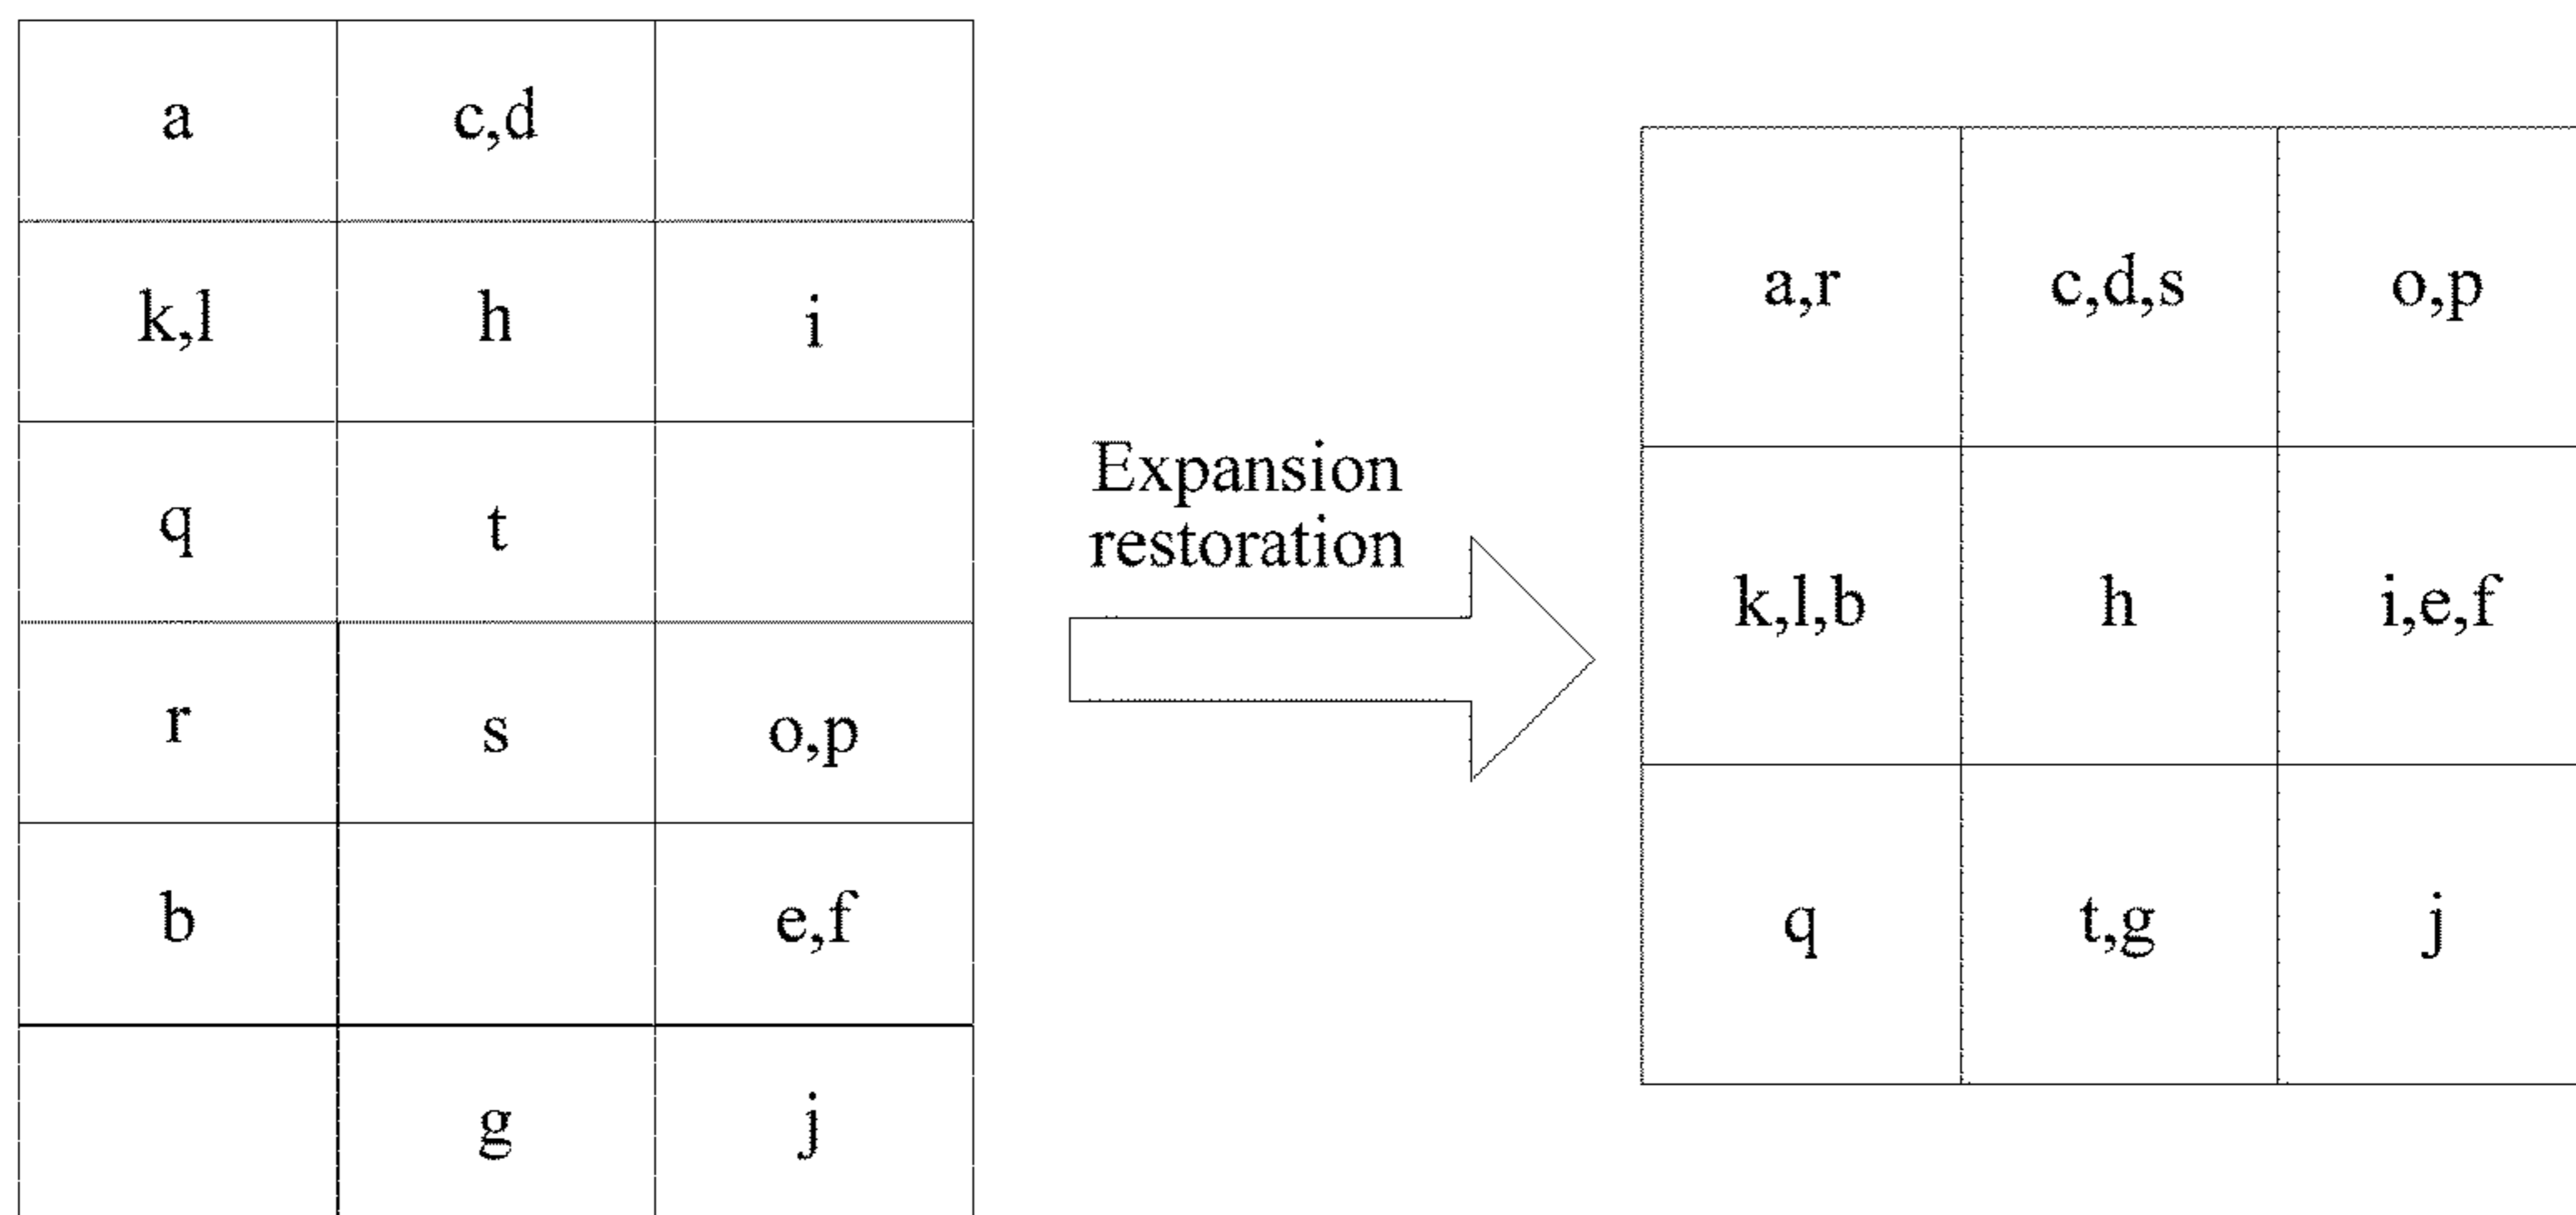 a c,d
k,l h i
q t
r s o,p
b e,f
g j
Expansion
restoration
a,r c,d,s o,p
k,l,b h i,e,f
q t,g j